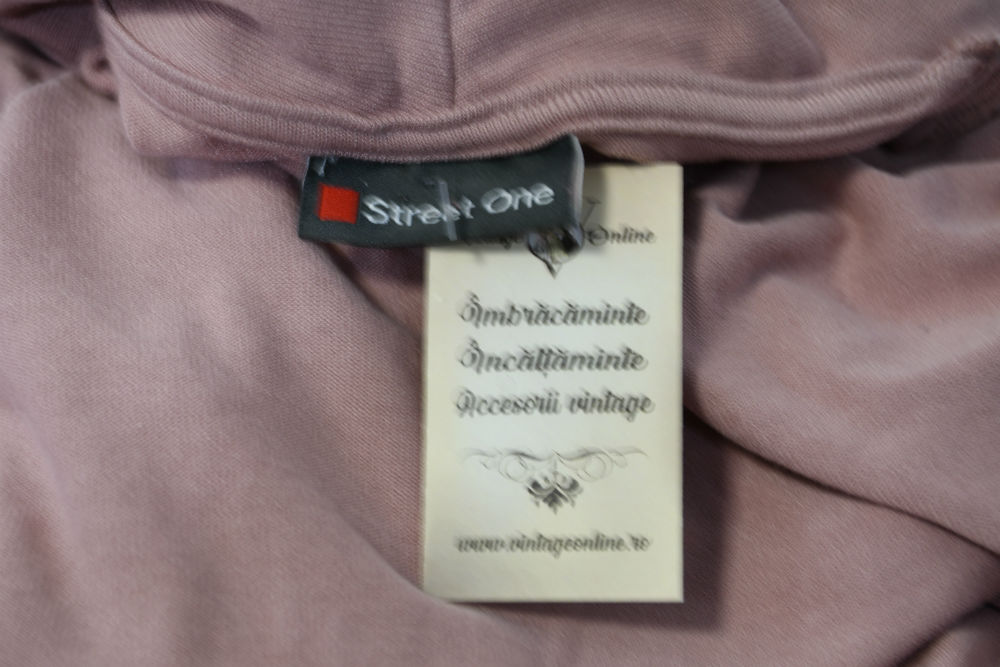 Street One
Online
Îmbrăcăminte
Încălțăminte
Accesorii vintage
www.vintageonline.ro